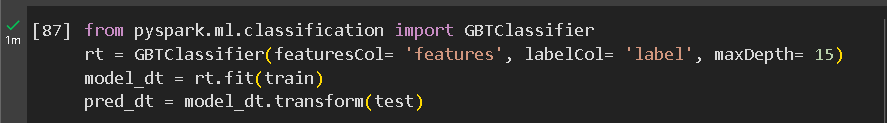 [87] from pyspark.ml.classification import GBTClassifier
1m
rt = GBTClassifier(featuresCol= 'features', labelCol= 'label', maxDepth= 15)
model_dt = rt.fit(train)
pred_dt = model_dt.transform(test)